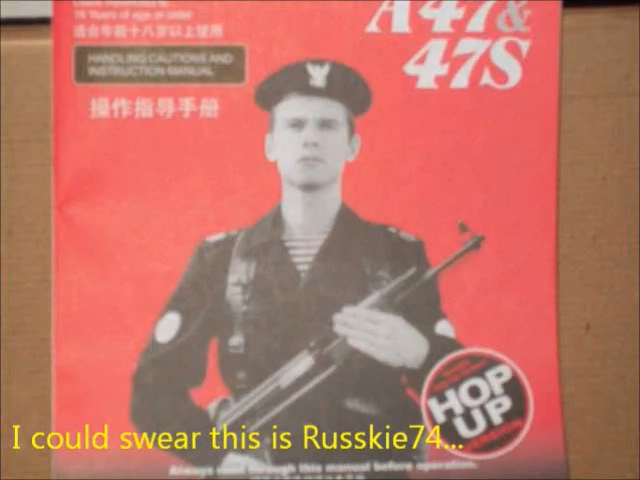 18 Years of age or older
适合年龄十八岁以上使用
A47&
47S
HANDLING CAUTIONS AND
INSTRUCTION MANUAL
操作指导手册
HOP
UP
VERSION
I could swear this is Russkie74...
Always read through this manual before operation.